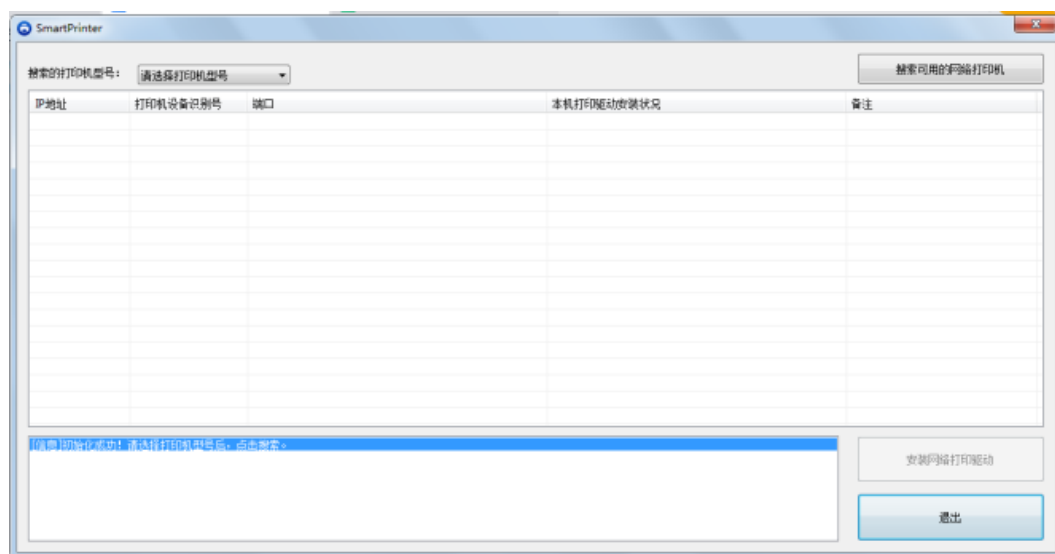 SmartPrinter
搜索的打印机型号：
请选择打印机型号
搜索可用的网络打印机
IP地址
打印机设备识别号
端口
本机打印驱动安装状况
备注
[信息]初始化成功！请选择打印机型号后，点击搜索。
安装网络打印驱动
退出